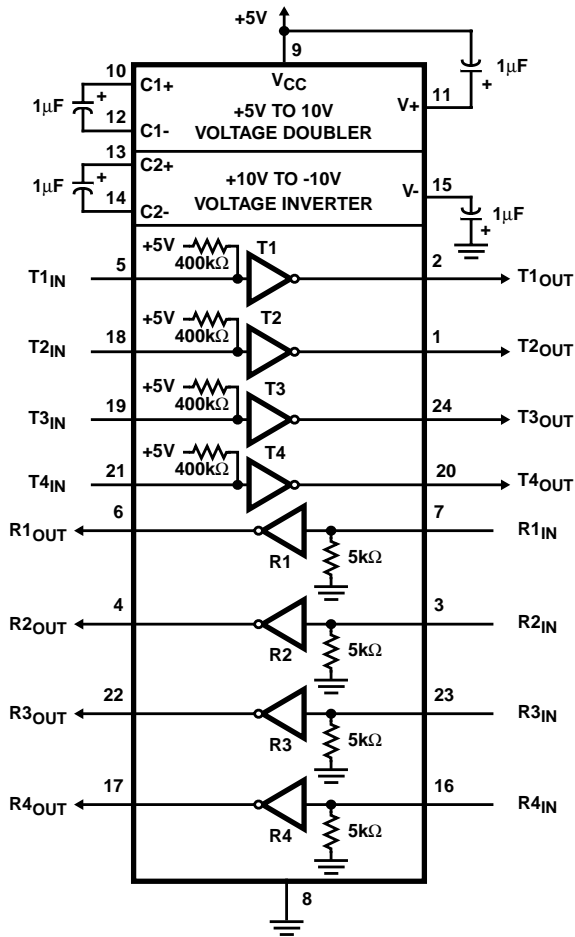 +5V
9
10
C1+
1µF
+
12
C1-
VCC
+5V TO 10V
VOLTAGE DOUBLER
V+
11
1µF
+
13
C2+
1µF
+
14
C2-
+10V TO -10V
VOLTAGE INVERTER
V-
15
1µF
+
T1IN
5
+5V
400kΩ
T1
2
T1OUT
T2IN
18
+5V
400kΩ
T2
1
T2OUT
T3IN
19
+5V
400kΩ
T3
24
T3OUT
T4IN
21
+5V
400kΩ
T4
20
T4OUT
R1OUT
6
R1
5kΩ
7
R1IN
R2OUT
4
R2
5kΩ
3
R2IN
R3OUT
22
R3
5kΩ
23
R3IN
R4OUT
17
R4
5kΩ
16
R4IN
8